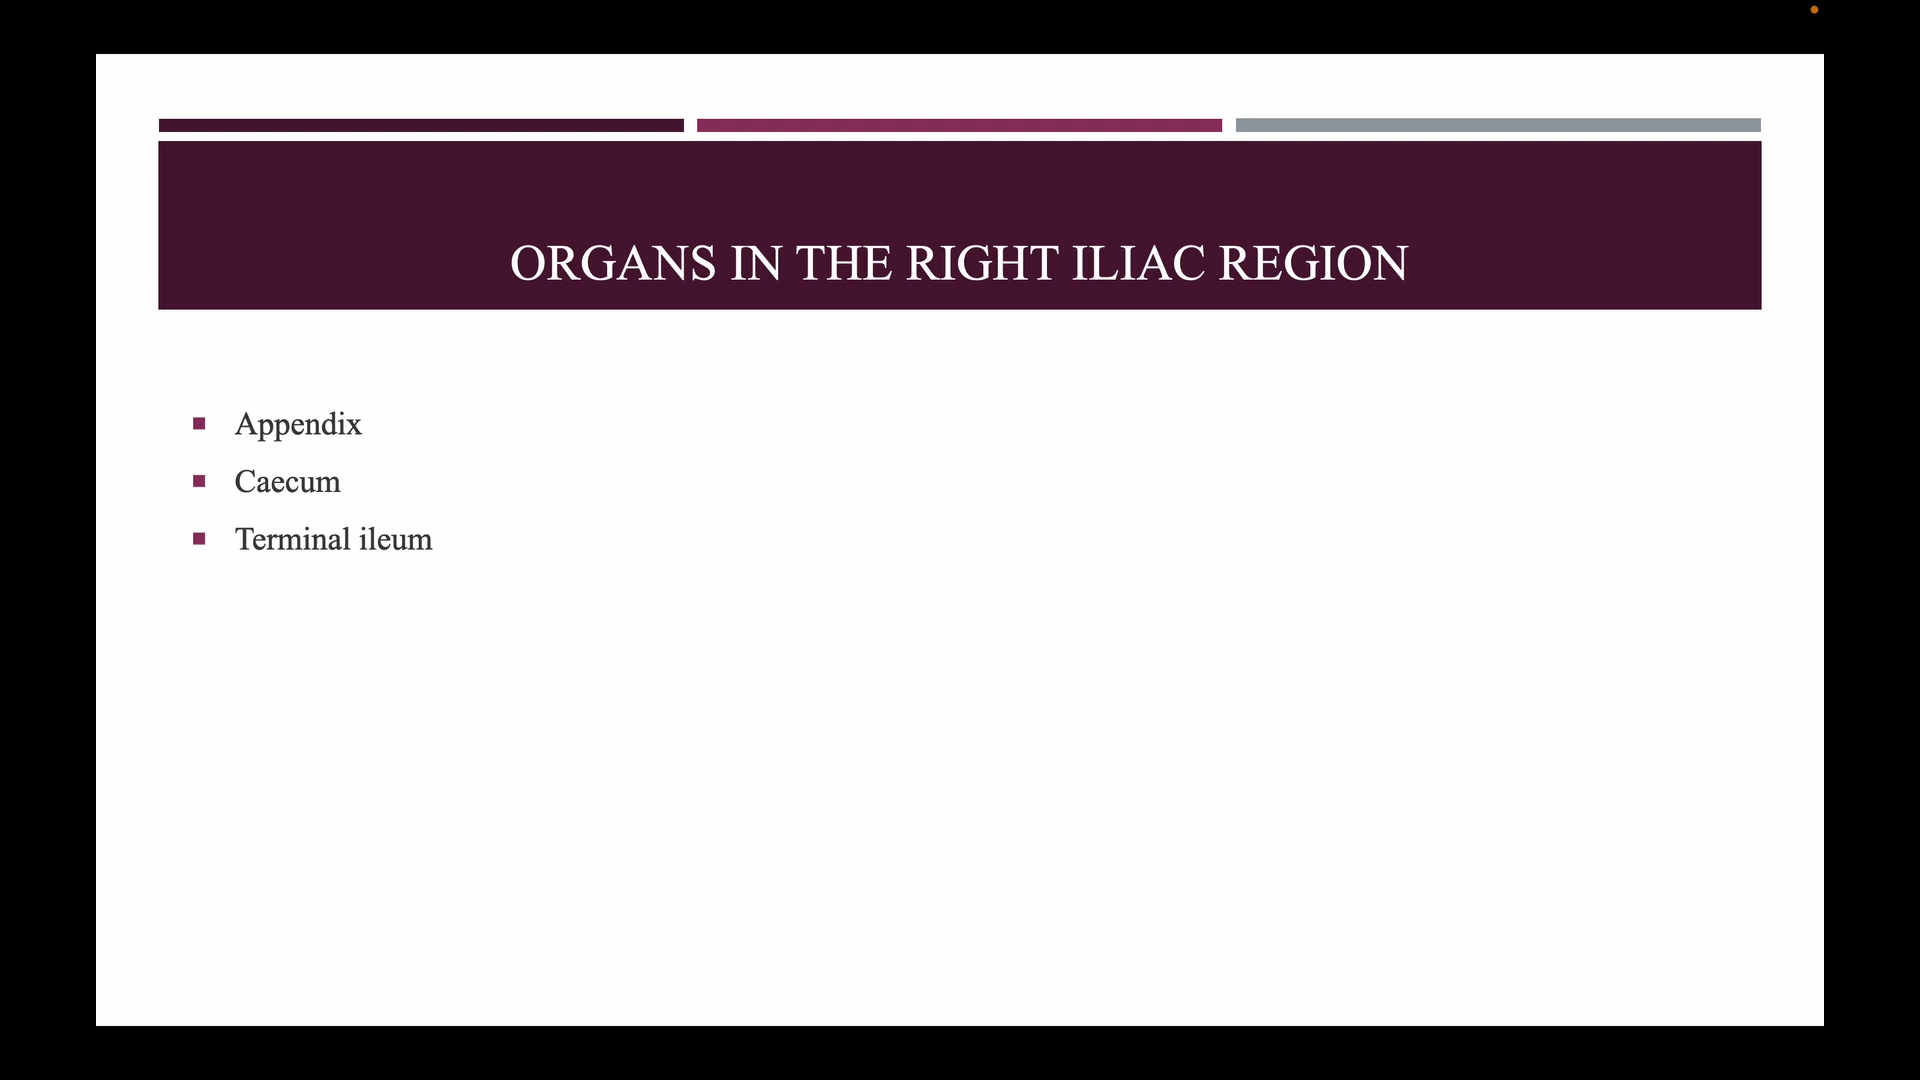 ORGANS IN THE RIGHT ILIAC REGION
Appendix
Caecum
Terminal ileum